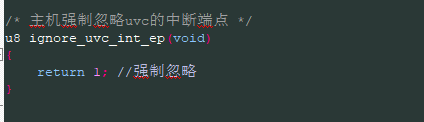 /* 主机强制忽略uvc的中断端点 */
u8 ignore_uvc_int_ep(void)
{
return 1; //强制忽略
}